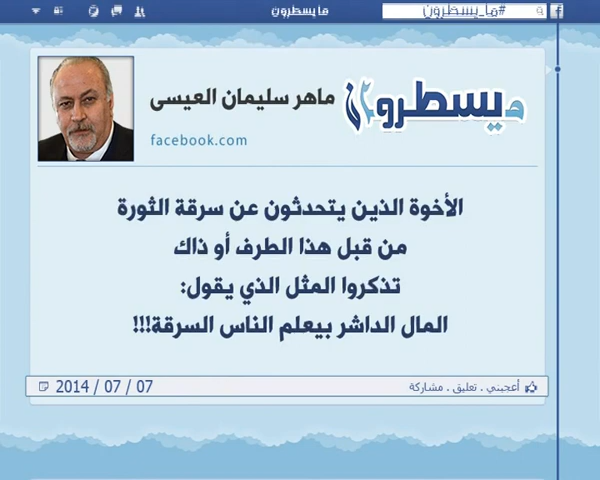 ما يسطرون
#ما_يسطرون
ما يسطرون
ماهر سليمان العيسى
facebook.com
الأخوة الذين يتحدثون عن سرقة الثورة
من قبل هذا الطرف أو ذاك
تذكروا المثل الذي يقول:
المال الداشر بيعلم الناس السرقة!!!
أعجبني . تعليق . مشاركة
2014 / 07 / 07